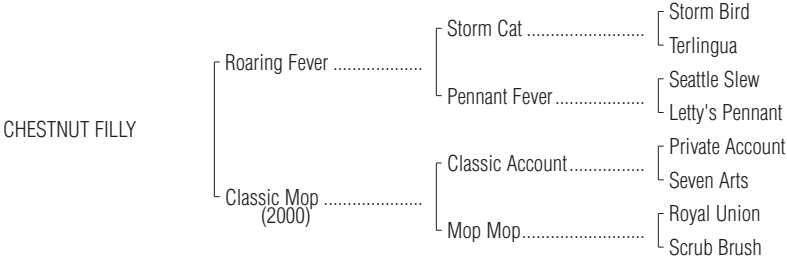 Storm Bird
Storm Cat ........................
Terlingua
Roaring Fever ..................
Seattle Slew
Pennant Fever ..................
Letty's Pennant
CHESTNUT FILLY
Private Account
Classic Account ...............
Seven Arts
Classic Mop ....................
(2000)
Royal Union
Mop Mop .........................
Scrub Brush